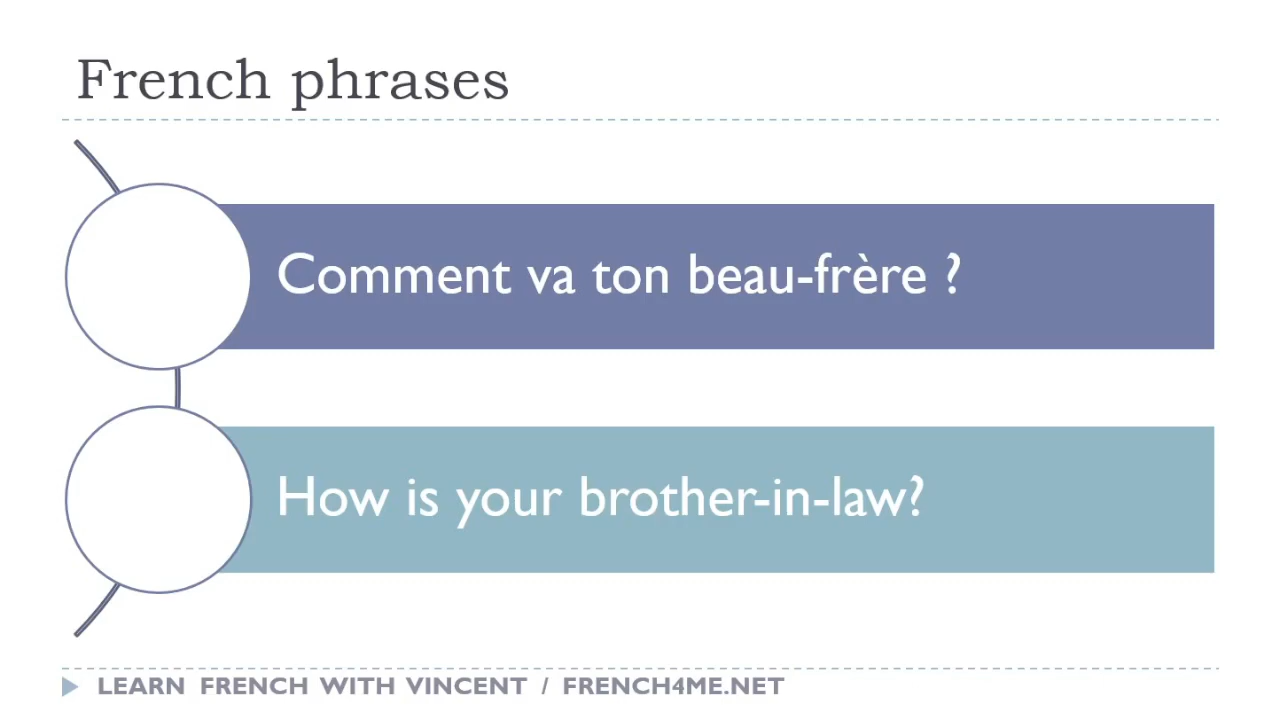 French phrases
Comment va ton beau-frère ?
How is your brother-in-law?
LEARN FRENCH WITH VINCENT / FRENCH4ME.NET